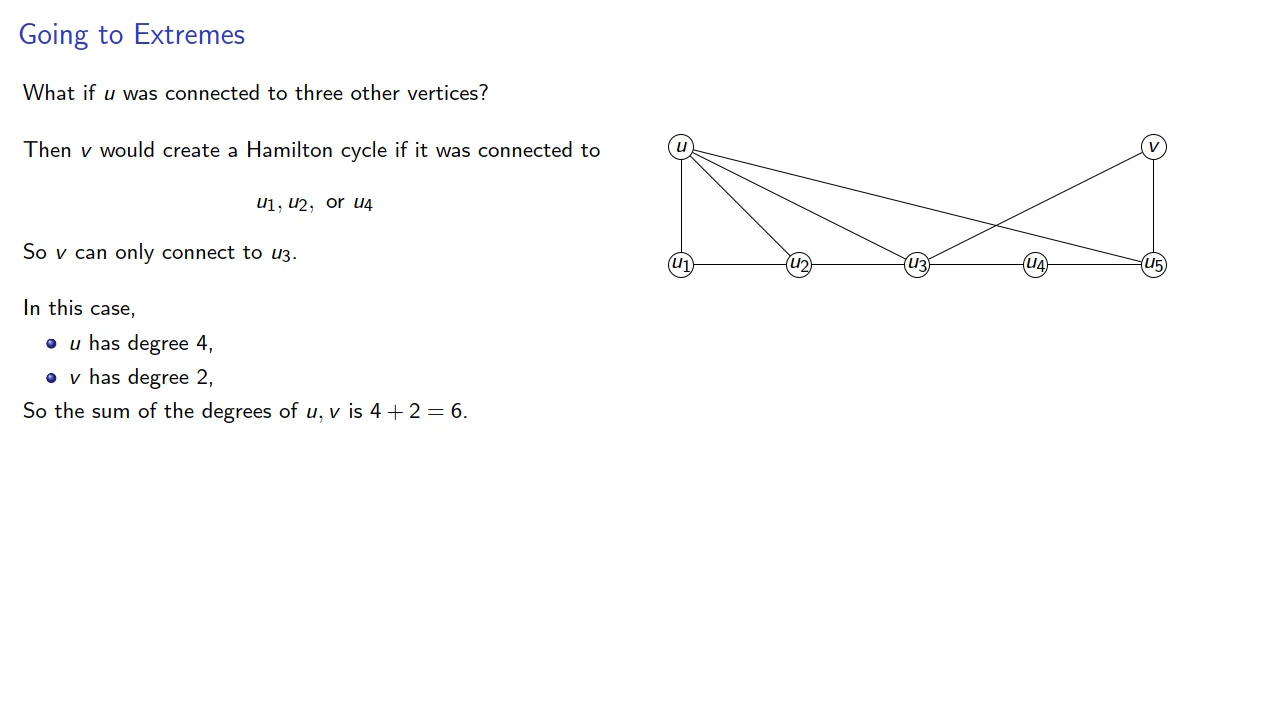 Going to Extremes
What if u was connected to three other vertices?
Then v would create a Hamilton cycle if it was connected to
u₁, u₂, or u₄
So v can only connect to u₃.
In this case,
u has degree 4,
v has degree 2,
So the sum of the degrees of u, v is 4 + 2 = 6.
u v
u₁ u₂ u₃ u₄ u₅